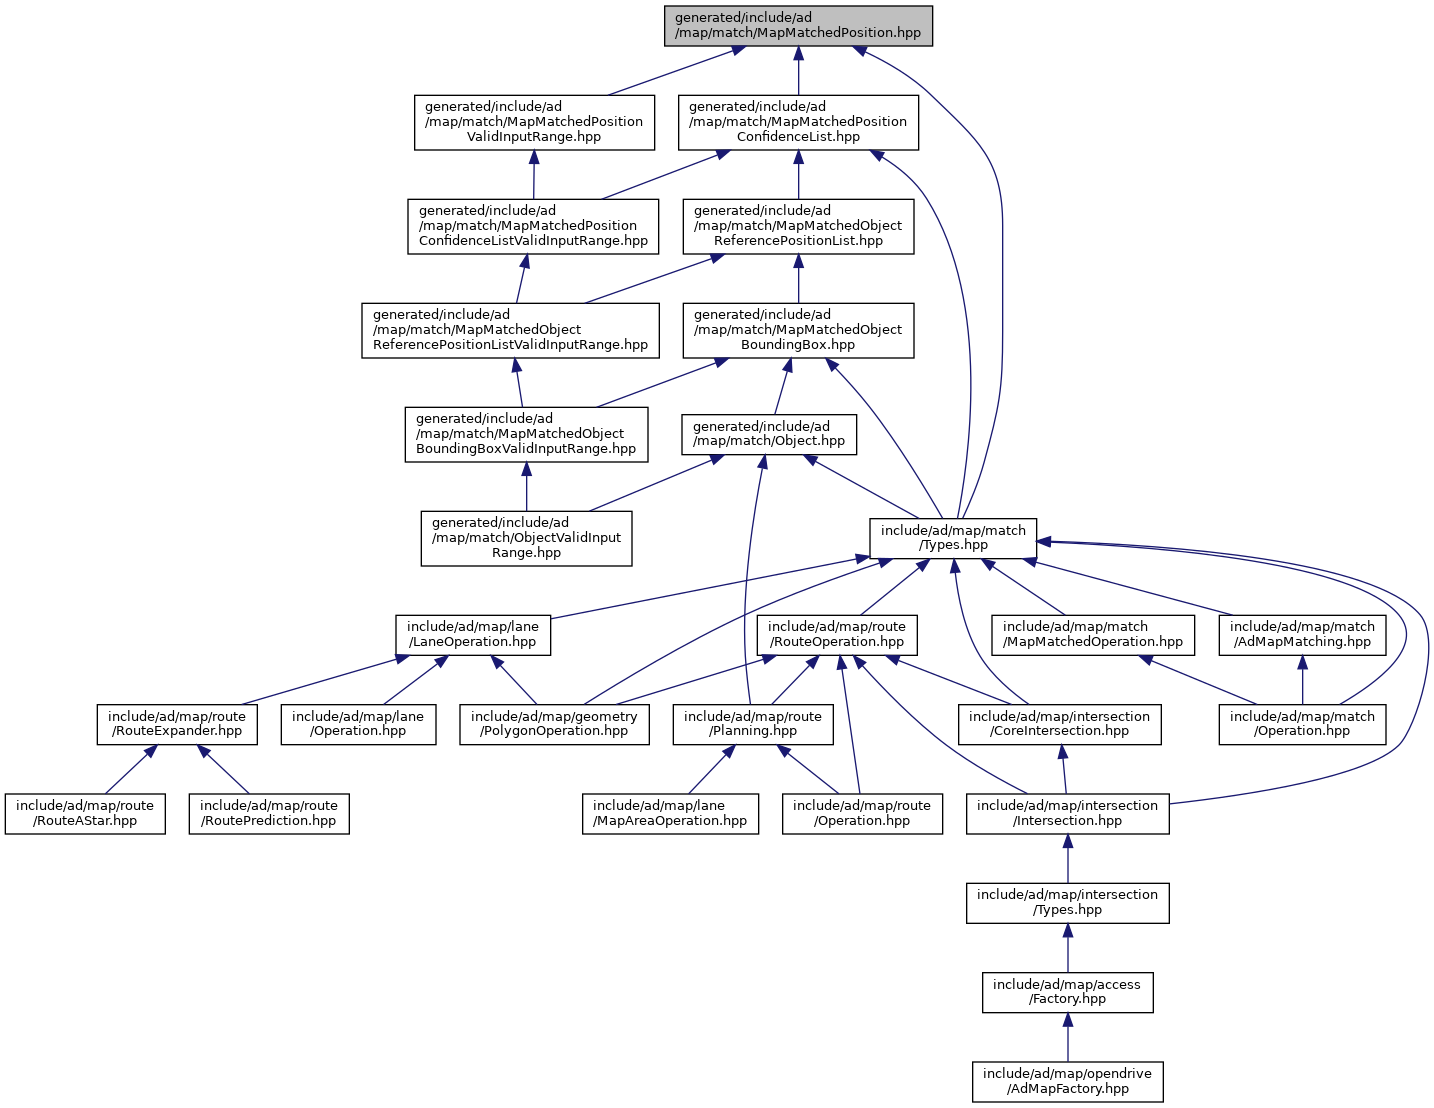 generated/include/ad
/map/match/MapMatchedPosition.hpp
generated/include/ad
/map/match/MapMatchedPosition
ValidInputRange.hpp
generated/include/ad
/map/match/MapMatchedPosition
ConfidenceList.hpp
generated/include/ad
/map/match/MapMatchedPosition
ConfidenceListValidInputRange.hpp
generated/include/ad
/map/match/MapMatchedObject
ReferencePositionList.hpp
generated/include/ad
/map/match/MapMatchedObject
ReferencePositionListValidInputRange.hpp
generated/include/ad
/map/match/MapMatchedObject
BoundingBox.hpp
generated/include/ad
/map/match/MapMatchedObject
BoundingBoxValidInputRange.hpp
generated/include/ad
/map/match/Object.hpp
generated/include/ad
/map/match/ObjectValidInput
Range.hpp
include/ad/map/match
/Types.hpp
include/ad/map/lane
/LaneOperation.hpp
include/ad/map/route
/RouteOperation.hpp
include/ad/map/match
/MapMatchedOperation.hpp
include/ad/map/match
/AdMapMatching.hpp
include/ad/map/route
/RouteExpander.hpp
include/ad/map/lane
/Operation.hpp
include/ad/map/geometry
/PolygonOperation.hpp
include/ad/map/route
/Planning.hpp
include/ad/map/intersection
/CoreIntersection.hpp
include/ad/map/match
/Operation.hpp
include/ad/map/route
/RouteAStar.hpp
include/ad/map/route
/RoutePrediction.hpp
include/ad/map/lane
/MapAreaOperation.hpp
include/ad/map/route
/Operation.hpp
include/ad/map/intersection
/Intersection.hpp
include/ad/map/intersection
/Types.hpp
include/ad/map/access
/Factory.hpp
include/ad/map/opendrive
/AdMapFactory.hpp